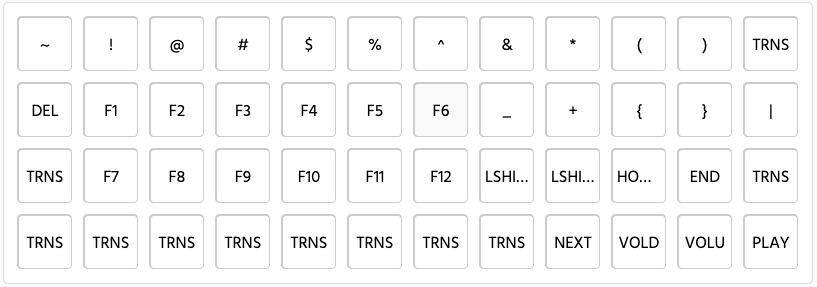 ~ ! @ # $ % ^ & * ( ) TRNS
DEL F1 F2 F3 F4 F5 F6 _ + { } |
TRNS F7 F8 F9 F10 F11 F12 LSHI... LSHI... HO... END TRNS
TRNS TRNS TRNS TRNS TRNS TRNS TRNS TRNS NEXT VOLD VOLU PLAY